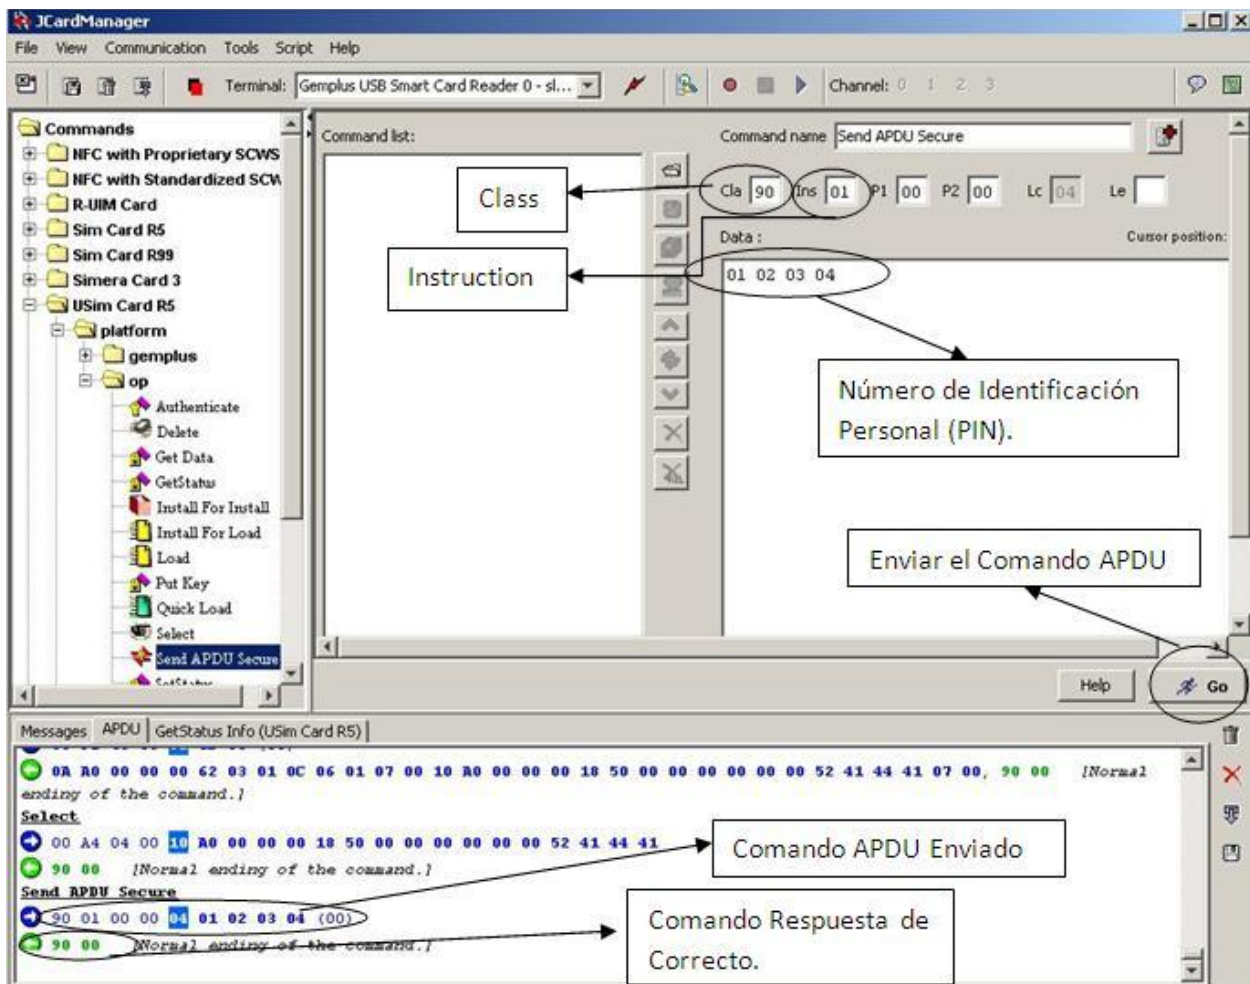 JCardManager
File View Communication Tools Script Help
Terminal: Gemplus USB Smart Card Reader 0 - sl... Channel: 0 1 2 3
Commands
NFC with Proprietary SCWS
NFC with Standardized SCW
R-UIM Card
Sim Card R5
Sim Card R99
Simera Card 3
USim Card R5
platform
gemplus
op
Authenticate
Delete
Get Data
GetStatus
Install For Install
Install For Load
Load
Put Key
Quick Load
Select
Send APDU Secure
SetStatus
Command list:
Command name Send APDU Secure
Class
Cla 90 Ins 01 P1 00 P2 00 Lc 04 Le
Instruction
Data : Cursor position:
01 02 03 04
Número de Identificación
Personal (PIN).
Enviar el Comando APDU
Help Go
Messages APDU GetStatus Info (USim Card R5)
0A A0 00 00 00 62 03 01 0C 06 01 07 00 10 A0 00 00 00 18 50 00 00 00 00 00 00 52 41 44 41 07 00, 90 00 [Normal
ending of the command.]
Select
00 A4 04 00 10 A0 00 00 00 18 50 00 00 00 00 00 00 52 41 44 41
90 00 [Normal ending of the command.]
Send APDU Secure
90 01 00 00 04 01 02 03 04 (00)
90 00 [Normal ending of the command.]
Comando APDU Enviado
Comando Respuesta de
Correcto.